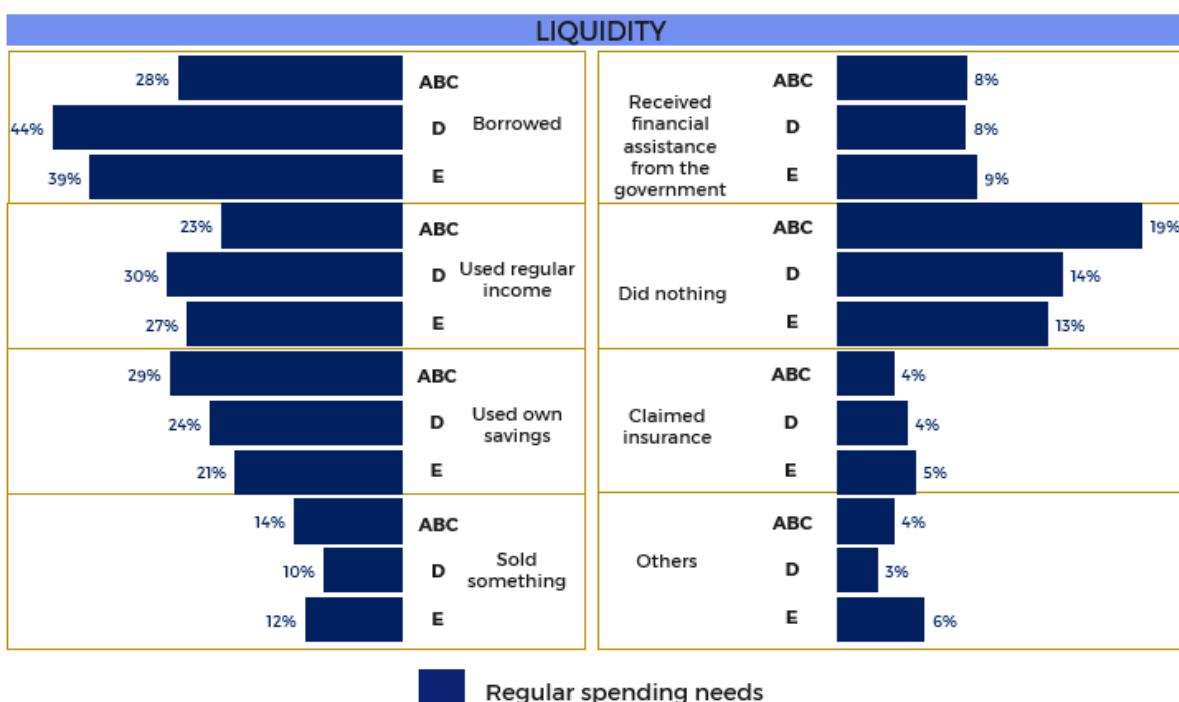 LIQUIDITY
28% ABC
44% D Borrowed
39% E
23% ABC
30% D Used regular
income
27% E
29% ABC
24% D Used own
savings
21% E
14% ABC
10% D Sold
something
12% E
Received
financial
assistance
from the
government
ABC 8%
D 8%
E 9%
Did nothing
ABC 19%
D 14%
E 13%
Claimed
insurance
ABC 4%
D 4%
E 5%
Others
ABC 4%
D 3%
E 6%
Regular spending needs